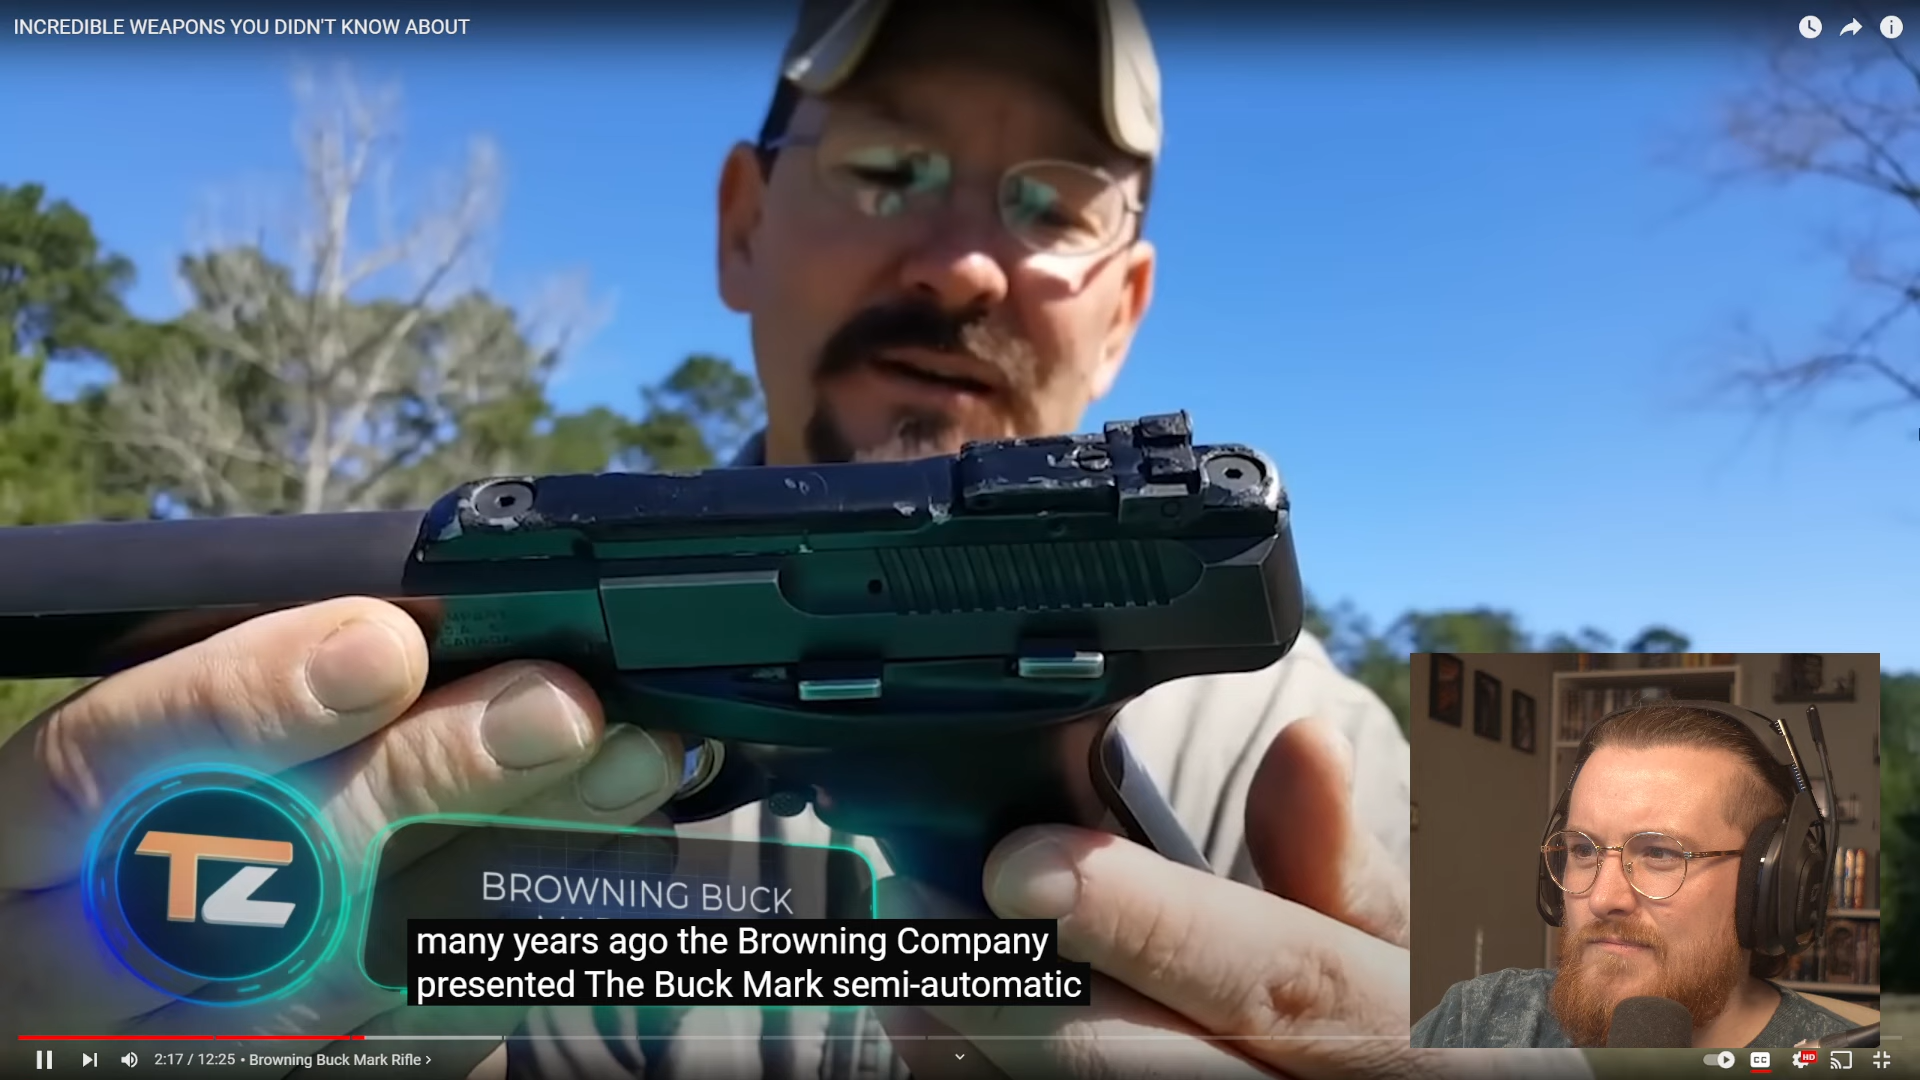 INCREDIBLE WEAPONS YOU DIDN'T KNOW ABOUT
TZ
BROWNING BUCK
many years ago the Browning Company
presented The Buck Mark semi-automatic
2:17 / 12:25 • Browning Buck Mark Rifle >
CC
HD